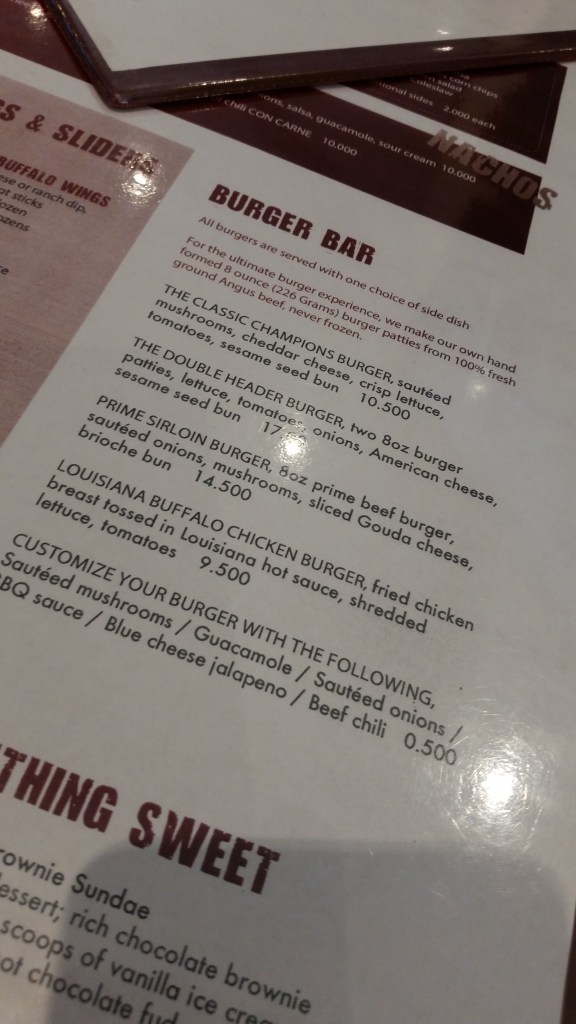 corn chips
salad
coleslaw
sides 2.000 each
salsa, guacamole, sour cream 10.000
chili CON CARNE 10.000
NACHOS
& SLIDERS
BUFFALO WINGS
or ranch dip,
sticks
BURGER BAR
All burgers are served with one choice of side dish
For the ultimate burger experience, we make our own hand
formed 8 ounce (226 Grams) burger patties from 100% fresh
ground Angus beef, never frozen.
THE CLASSIC CHAMPIONS BURGER, sautéed
mushrooms, cheddar cheese, crisp lettuce,
tomatoes, sesame seed bun 10.500
THE DOUBLE HEADER BURGER, two 8oz burger
patties, lettuce, tomatoes, onions, American cheese,
sesame seed bun
PRIME SIRLOIN BURGER, 8oz prime beef burger,
sautéed onions, mushrooms, sliced Gouda cheese,
brioche bun 14.500
LOUISIANA BUFFALO CHICKEN BURGER, fried chicken
breast tossed in Louisiana hot sauce, shredded
lettuce, tomatoes 9.500
CUSTOMIZE YOUR BURGER WITH THE FOLLOWING,
Sautéed mushrooms / Guacamole / Sautéed onions /
BBQ sauce / Blue cheese jalapeno / Beef chili 0.500
THING SWEET
rownie Sundae
essert; rich chocolate brownie
scoops of vanilla ice crea
ot chocolate fud